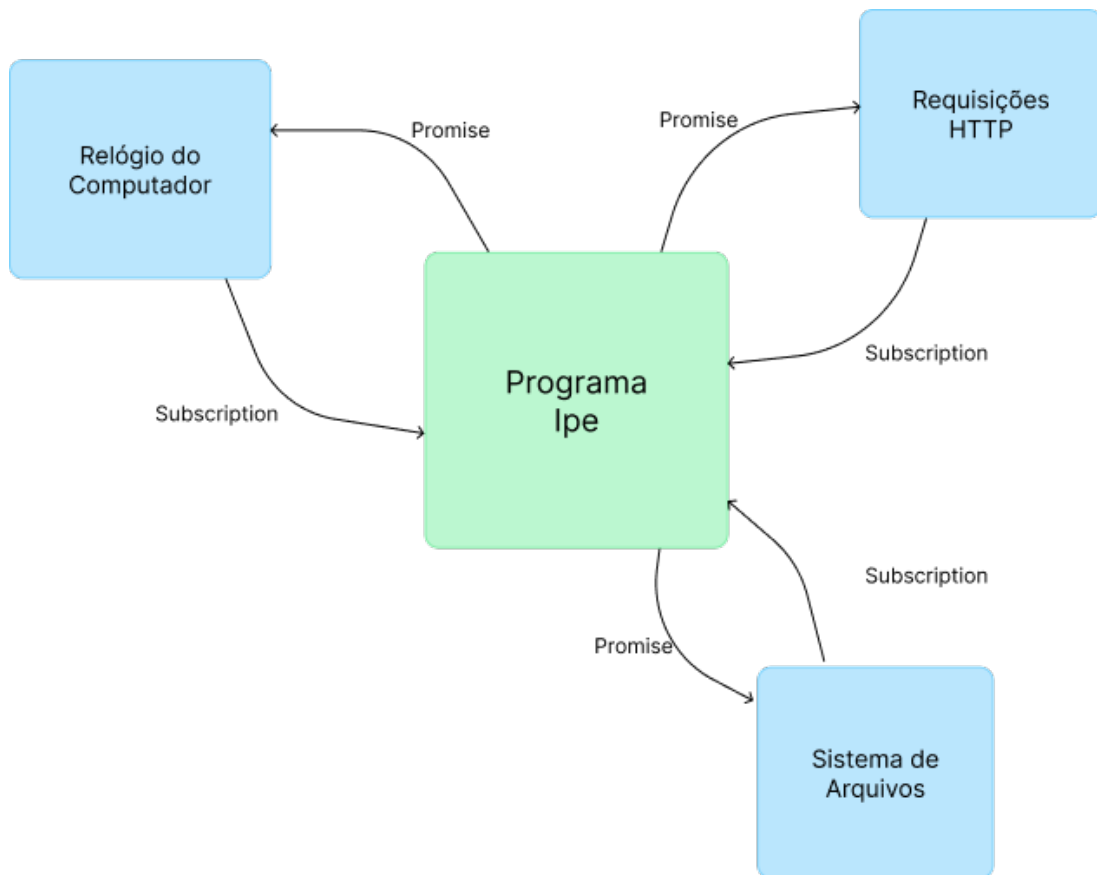 Requisições
HTTP
Promise
Promise
Relógio do
Computador
Subscription
Programa
Ipe
Subscription
Subscription
Promise
Sistema de
Arquivos